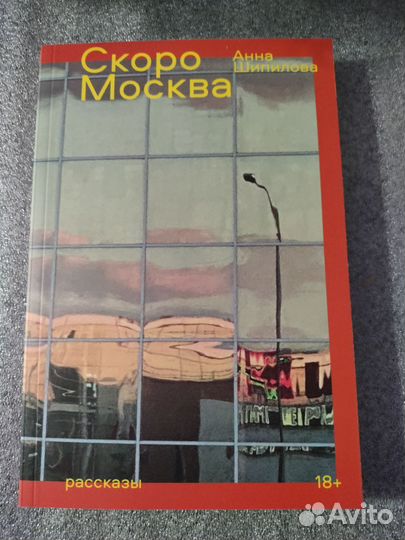 Скоро
Москва
Анна
Шипилова
рассказы
18+
Avito